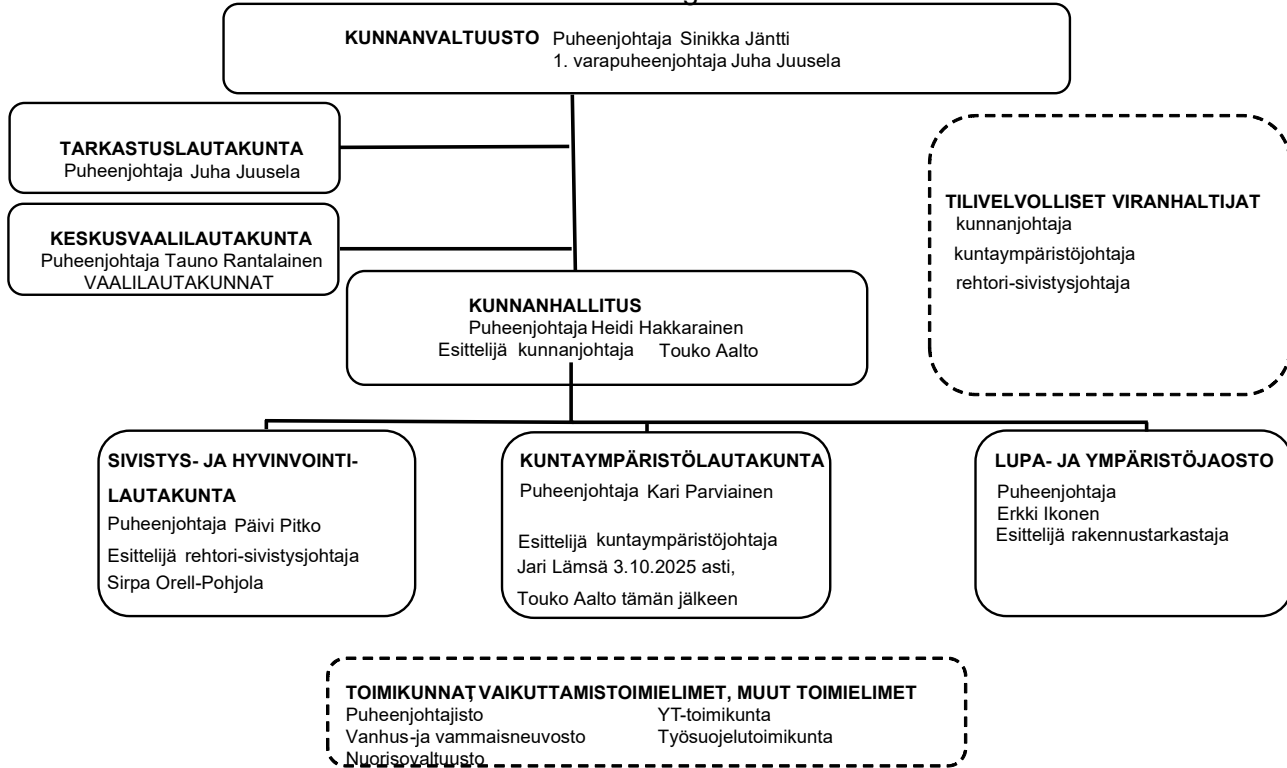 KUNNANVALTUUSTO Puheenjohtaja Sinikka Jäntti
1. varapuheenjohtaja Juha Juusela
TARKASTUSLAUTAKUNTA
Puheenjohtaja Juha Juusela
KESKUSVAALILAUTAKUNTA
Puheenjohtaja Tauno Rantalainen
VAALILAUTAKUNNAT
TILIVELVOLLISET VIRANHALTIJAT
kunnanjohtaja
kuntaympäristöjohtaja
rehtori-sivistysjohtaja
KUNNANHALLITUS
Puheenjohtaja Heidi Hakkarainen
Esittelijä kunnanjohtaja Touko Aalto
SIVISTYS- JA HYVINVOINTI-
LAUTAKUNTA
Puheenjohtaja Päivi Pitko
Esittelijä rehtori-sivistysjohtaja
Sirpa Orell-Pohjola
KUNTAYMPÄRISTÖLAUTAKUNTA
Puheenjohtaja Kari Parviainen
Esittelijä kuntaympäristöjohtaja
Jari Lämsä 3.10.2025 asti,
Touko Aalto tämän jälkeen
LUPA- JA YMPÄRISTÖJAOSTO
Puheenjohtaja
Erkki Ikonen
Esittelijä rakennustarkastaja
TOIMIKUNNAT, VAIKUTTAMISTOIMIELIMET, MUUT TOIMIELIMET
Puheenjohtajisto YT-toimikunta
Vanhus-ja vammaisneuvosto Työsuojelutoimikunta
Nuorisovaltuusto